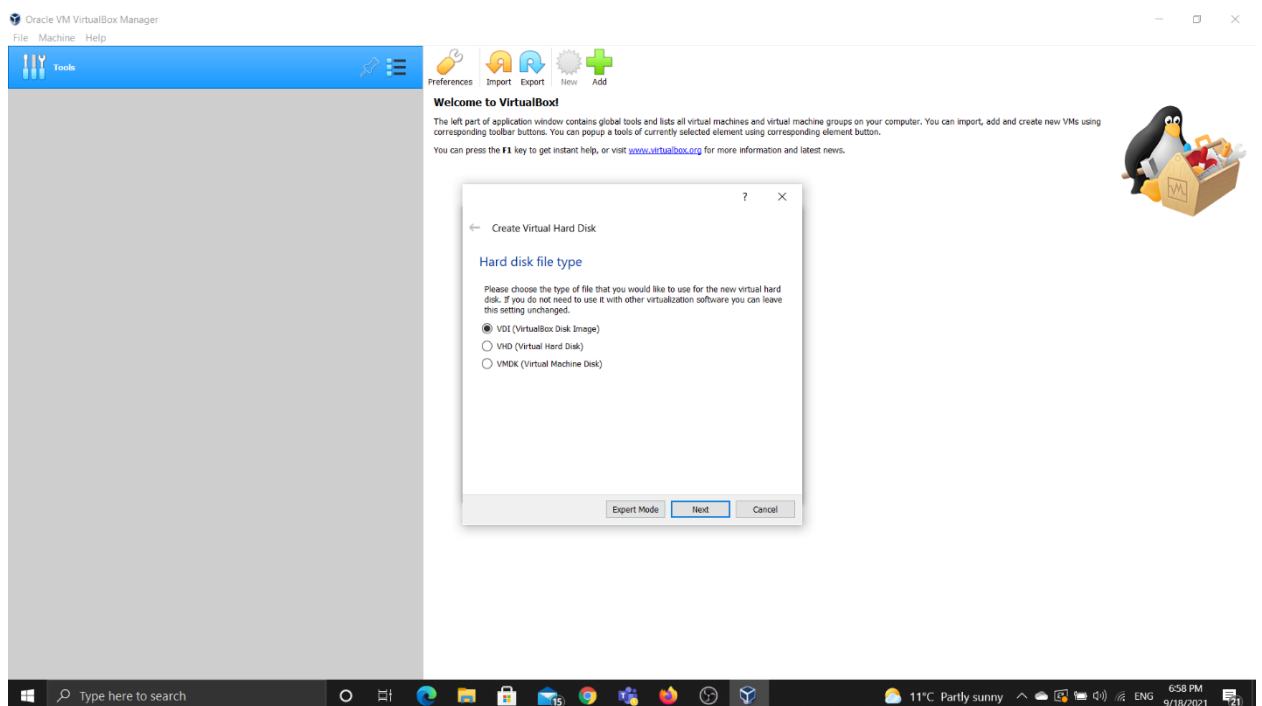 Oracle VM VirtualBox Manager
File Machine Help
Tools
Preferences Import Export New Add
Welcome to VirtualBox!
The left part of application window contains global tools and lists all virtual machines and virtual machine groups on your computer. You can import, add and create new VMs using
corresponding toolbar buttons. You can popup a tools of currently selected element using corresponding element button.
You can press the F1 key to get instant help, or visit www.virtualbox.org for more information and latest news.
?
Create Virtual Hard Disk
Hard disk file type
Please choose the type of file that you would like to use for the new virtual hard
disk. If you do not need to use it with other virtualization software you can leave
this setting unchanged.
VDI (VirtualBox Disk Image)
VHD (Virtual Hard Disk)
VMDK (Virtual Machine Disk)
Expert Mode Next Cancel
Type here to search
15
11°C Partly sunny
ENG
6:58 PM
9/18/2021
21